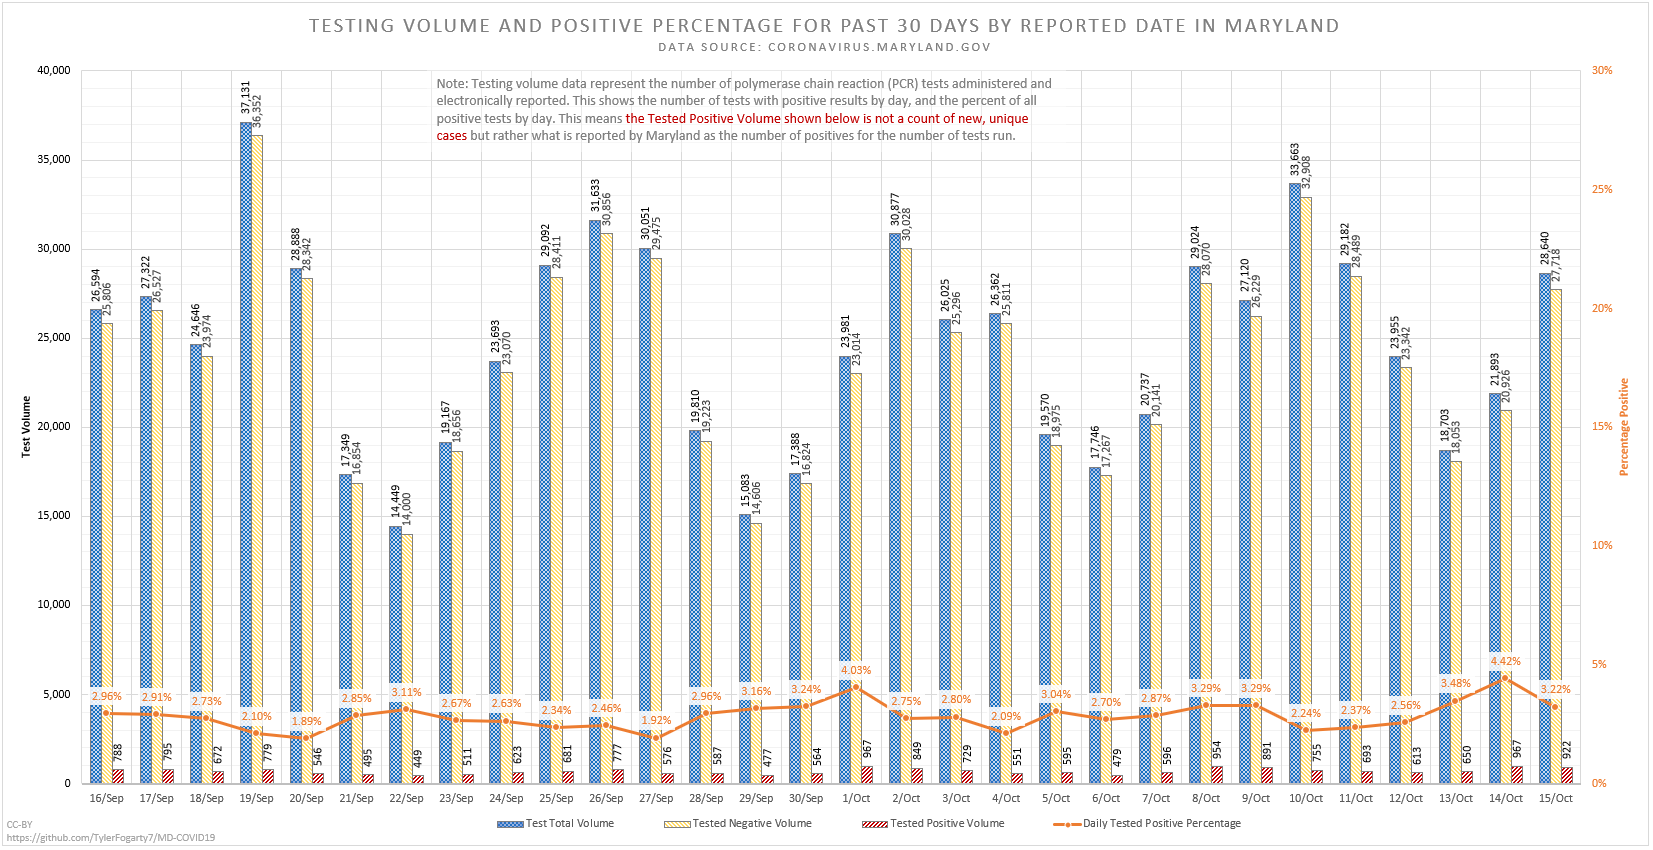 TESTING VOLUME AND POSITIVE PERCENTAGE FOR PAST 30 DAYS BY REPORTED DATE IN MARYLAND
DATA SOURCE: CORONAVIRUS.MARYLAND.GOV
Note: Testing volume data represent the number of polymerase chain reaction (PCR) tests administered and
electronically reported. This shows the number of tests with positive results by day, and the percent of all
positive tests by day. This means the Tested Positive Volume shown below is not a count of new, unique
cases but rather what is reported by Maryland as the number of positives for the number of tests run.
Test Volume
40,000
35,000
30,000
25,000
20,000
15,000
10,000
5,000
0
Percentage Positive
30%
25%
20%
15%
10%
5%
0%
26,594 27,322 24,646 37,131 28,888 17,349 14,449 19,167 23,693 29,092 31,633 30,051 19,810 15,083 17,388 23,981 30,877 26,025 26,362 19,570 17,746 20,737 29,024 27,120 33,663 29,182 23,955 18,703 21,893 28,640
25,806 26,527 23,974 36,352 28,342 16,854 14,000 18,656 23,070 28,411 30,856 29,475 19,223 14,606 16,824 23,014 30,028 25,296 25,811 18,975 17,267 20,141 28,070 26,229 32,908 28,489 23,342 18,053 20,926 27,718
2.96% 2.91% 2.73% 2.10% 1.89% 2.85% 3.11% 2.67% 2.63% 2.34% 2.46% 1.92% 2.96% 3.16% 3.24% 4.03% 2.75% 2.80% 2.09% 3.04% 2.70% 2.87% 3.29% 3.29% 2.24% 2.37% 2.56% 3.48% 4.42% 3.22%
788 795 672 779 546 495 449 511 623 681 777 576 587 477 564 967 849 729 551 595 479 596 954 891 755 693 613 650 967 922
16/Sep 17/Sep 18/Sep 19/Sep 20/Sep 21/Sep 22/Sep 23/Sep 24/Sep 25/Sep 26/Sep 27/Sep 28/Sep 29/Sep 30/Sep 1/Oct 2/Oct 3/Oct 4/Oct 5/Oct 6/Oct 7/Oct 8/Oct 9/Oct 10/Oct 11/Oct 12/Oct 13/Oct 14/Oct 15/Oct
Test Total Volume Tested Negative Volume Tested Positive Volume Daily Tested Positive Percentage
CC-BY
https://github.com/TylerFogarty7/MD-COVID19